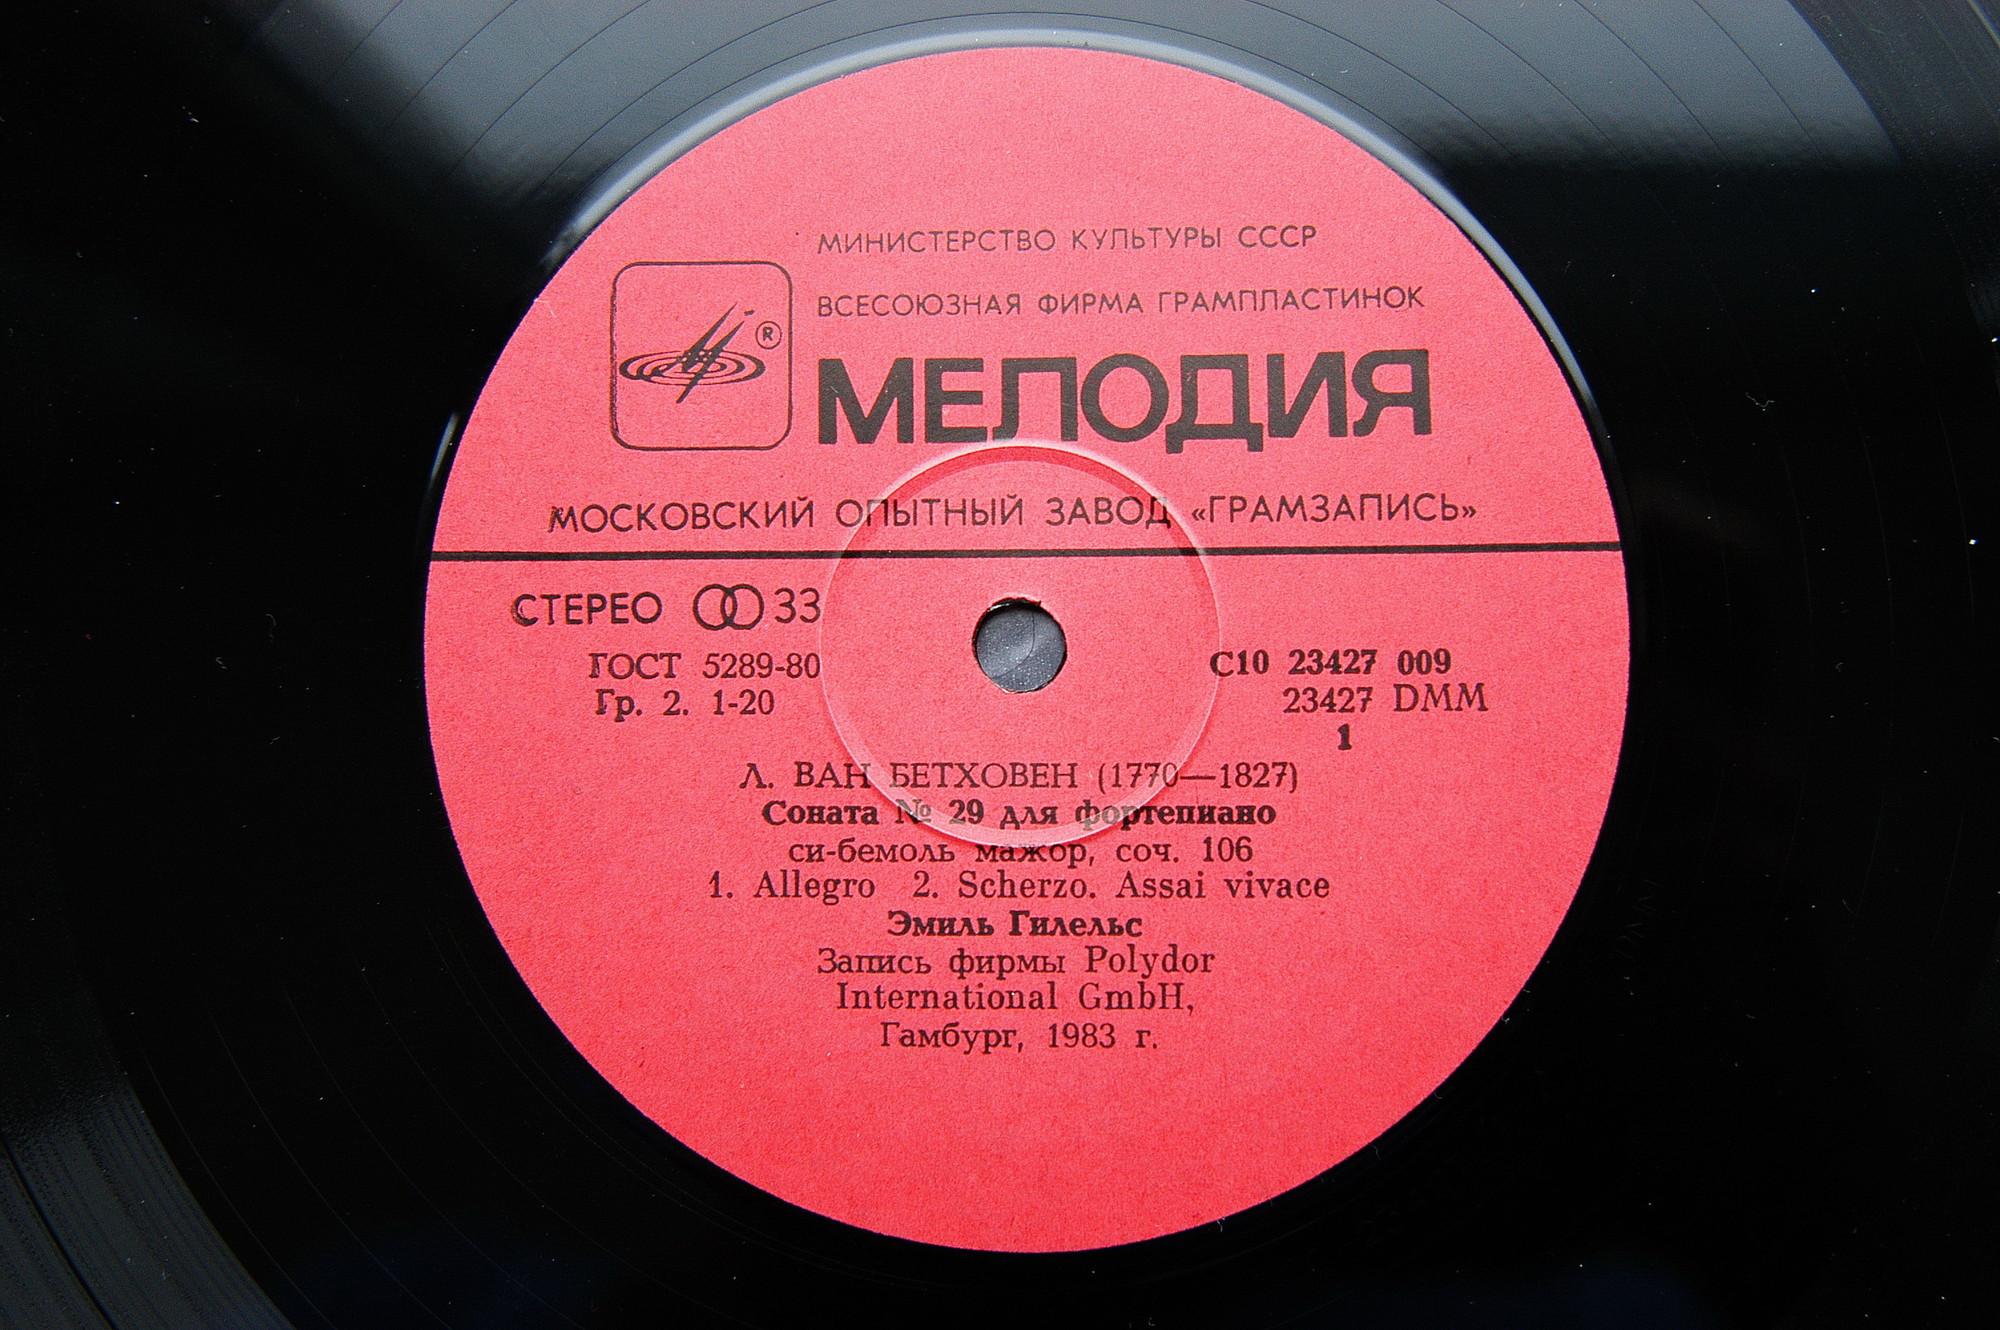 МИНИСТЕРСТВО КУЛЬТУРЫ СССР
ВСЕСОЮЗНАЯ ФИРМА ГРАМПЛАСТИНОК
®
МЕЛОДИЯ
МОСКОВСКИЙ ОПЫТНЫЙ ЗАВОД «ГРАМЗАПИСЬ»
СТЕРЕО 33
ГОСТ 5289-80
Гр. 2. 1-20
С10 23427 009
23427 DMM
1
Л. ВАН БЕТХОВЕН (1770—1827)
Соната № 29 для фортепиано
си-бемоль мажор, соч. 106
1. Allegro 2. Scherzo. Assai vivace
Эмиль Гилельс
Запись фирмы Polydor
International GmbH,
Гамбург, 1983 г.